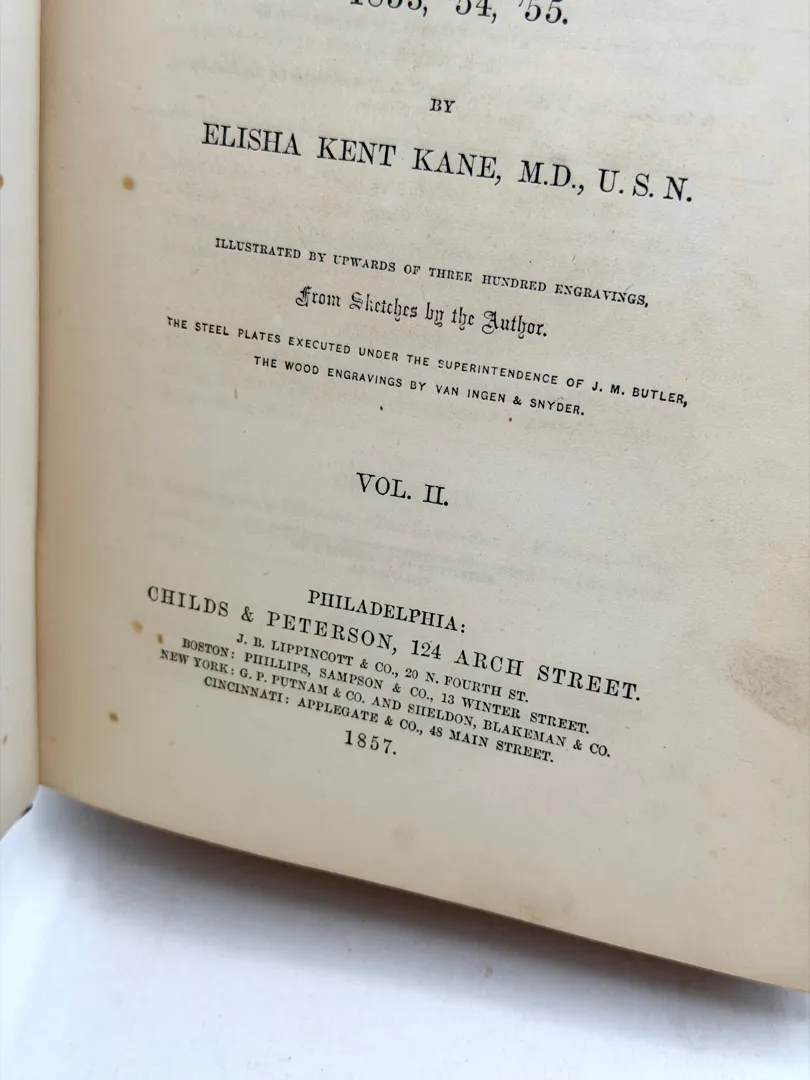 1853, '54, '55.
BY
ELISHA KENT KANE, M.D., U. S. N.
ILLUSTRATED BY UPWARDS OF THREE HUNDRED ENGRAVINGS,
From Sketches by the Author.
THE STEEL PLATES EXECUTED UNDER THE SUPERINTENDENCE OF J. M. BUTLER,
THE WOOD ENGRAVINGS BY VAN INGEN & SNYDER.
VOL. II.
PHILADELPHIA:
CHILDS & PETERSON, 124 ARCH STREET.
J. B. LIPPINCOTT & CO., 20 N. FOURTH ST.
BOSTON: PHILLIPS, SAMPSON & CO., 13 WINTER STREET.
NEW YORK: G. P. PUTNAM & CO. AND SHELDON, BLAKEMAN & CO.
CINCINNATI: APPLEGATE & CO., 48 MAIN STREET.
1857.